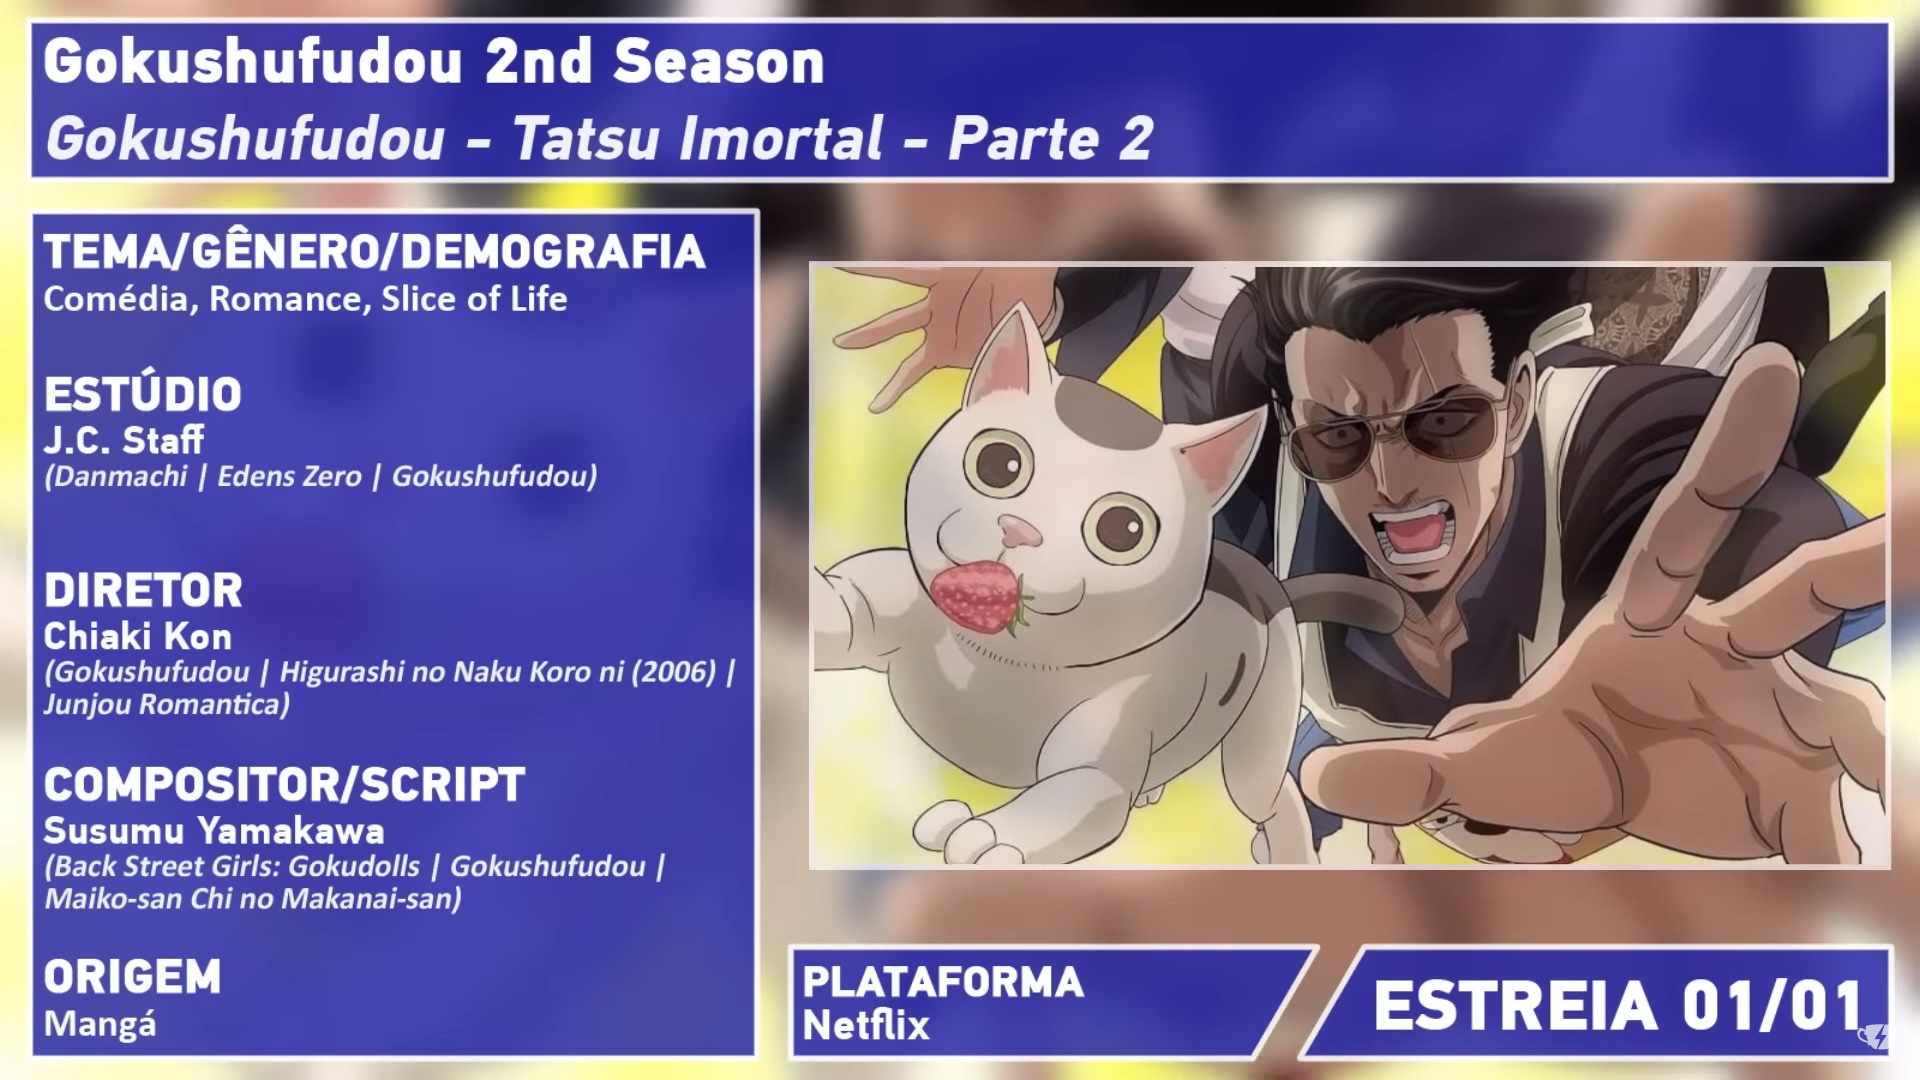 Gokushufudou 2nd Season
Gokushufudou - Tatsu Imortal - Parte 2
TEMA/GÊNERO/DEMOGRAFIA
Comédia, Romance, Slice of Life
ESTÚDIO
J.C. Staff
(Danmachi | Edens Zero | Gokushufudou)
DIRETOR
Chiaki Kon
(Gokushufudou | Higurashi no Naku Koro ni (2006) |
Junjou Romantica)
COMPOSITOR/SCRIPT
Susumu Yamakawa
(Back Street Girls: Gokudolls | Gokushufudou |
Maiko-san Chi no Makanai-san)
ORIGEM
Mangá
PLATAFORMA
Netflix
ESTREIA 01/01